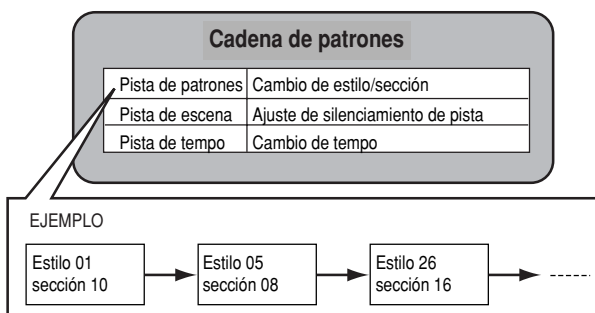 Cadena de patrones
Pista de patrones Cambio de estilo/sección
Pista de escena Ajuste de silenciamiento de pista
Pista de tempo Cambio de tempo
EJEMPLO
Estilo 01
sección 10
Estilo 05
sección 08
Estilo 26
sección 16